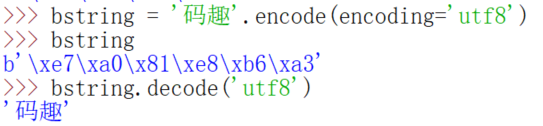 >>> bstring = '码趣'.encode(encoding='utf8')
>>> bstring
b'\xe7\xa0\x81\xe8\xb6\xa3'
>>> bstring.decode('utf8')
'码趣'